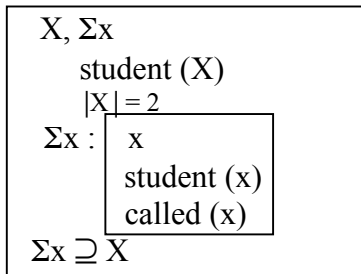 X, Σx
student (X)
|X| = 2
Σx : x
student (x)
called (x)
Σx ⊇ X